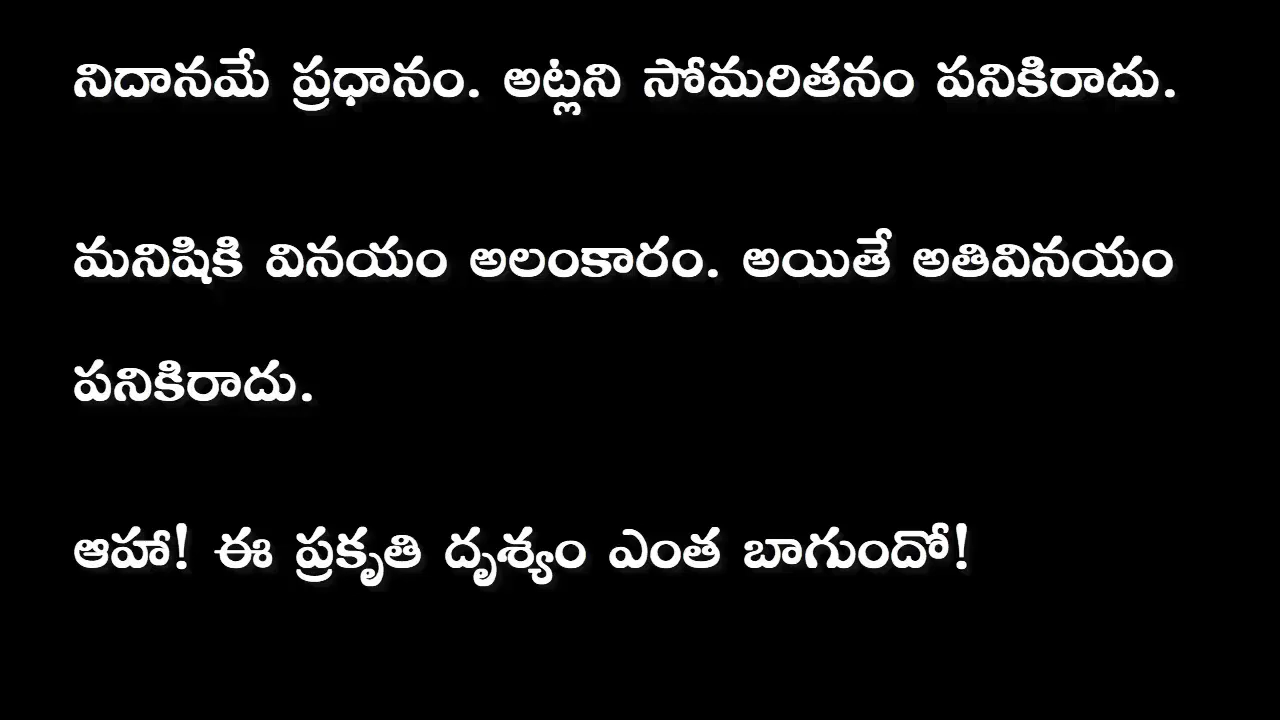 నిదానమే ప్రధానం. అట్లని సోమరితనం పనికిరాదు.
మనిషికి వినయం అలంకారం. అయితే అతివినయం
పనికిరాదు.
ఆహా! ఈ ప్రకృతి దృశ్యం ఎంత బాగుందో!